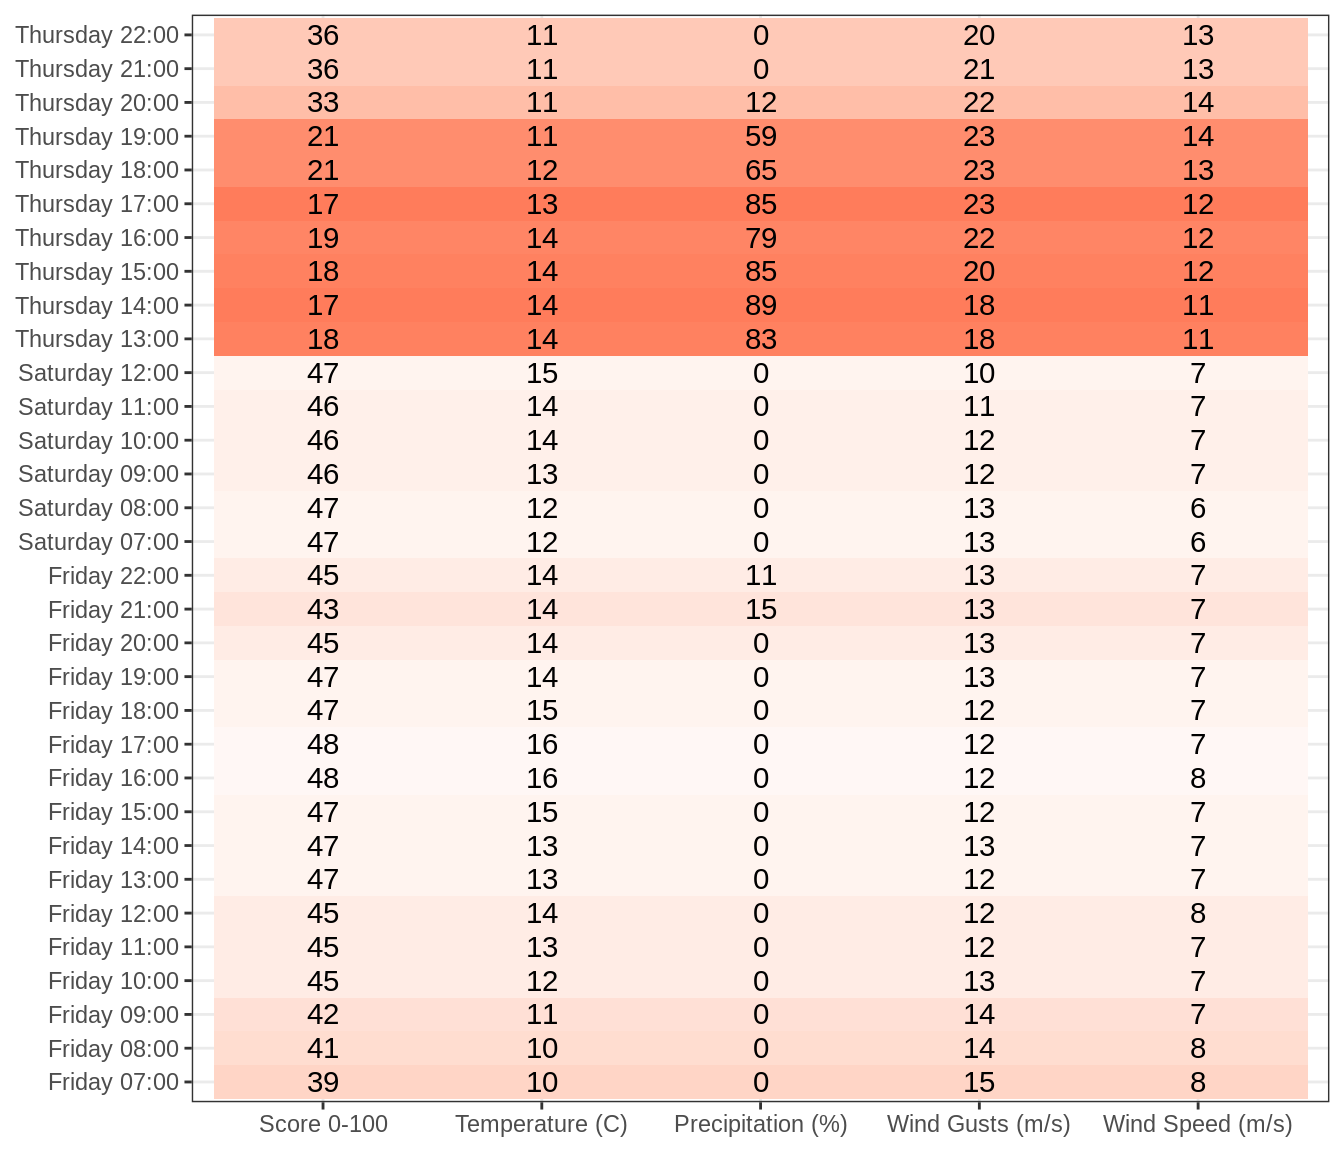 Thursday 22:00 36 11 0 20 13
Thursday 21:00 36 11 0 21 13
Thursday 20:00 33 11 12 22 14
Thursday 19:00 21 11 59 23 14
Thursday 18:00 21 12 65 23 13
Thursday 17:00 17 13 85 23 12
Thursday 16:00 19 14 79 22 12
Thursday 15:00 18 14 85 20 12
Thursday 14:00 17 14 89 18 11
Thursday 13:00 18 14 83 18 11
Saturday 12:00 47 15 0 10 7
Saturday 11:00 46 14 0 11 7
Saturday 10:00 46 14 0 12 7
Saturday 09:00 46 13 0 12 7
Saturday 08:00 47 12 0 13 6
Saturday 07:00 47 12 0 13 6
Friday 22:00 45 14 11 13 7
Friday 21:00 43 14 15 13 7
Friday 20:00 45 14 0 13 7
Friday 19:00 47 14 0 13 7
Friday 18:00 47 15 0 12 7
Friday 17:00 48 16 0 12 7
Friday 16:00 48 16 0 12 8
Friday 15:00 47 15 0 12 7
Friday 14:00 47 13 0 13 7
Friday 13:00 47 13 0 12 7
Friday 12:00 45 14 0 12 8
Friday 11:00 45 13 0 12 7
Friday 10:00 45 12 0 13 7
Friday 09:00 42 11 0 14 7
Friday 08:00 41 10 0 14 8
Friday 07:00 39 10 0 15 8
Score 0-100 Temperature (C) Precipitation (%) Wind Gusts (m/s) Wind Speed (m/s)